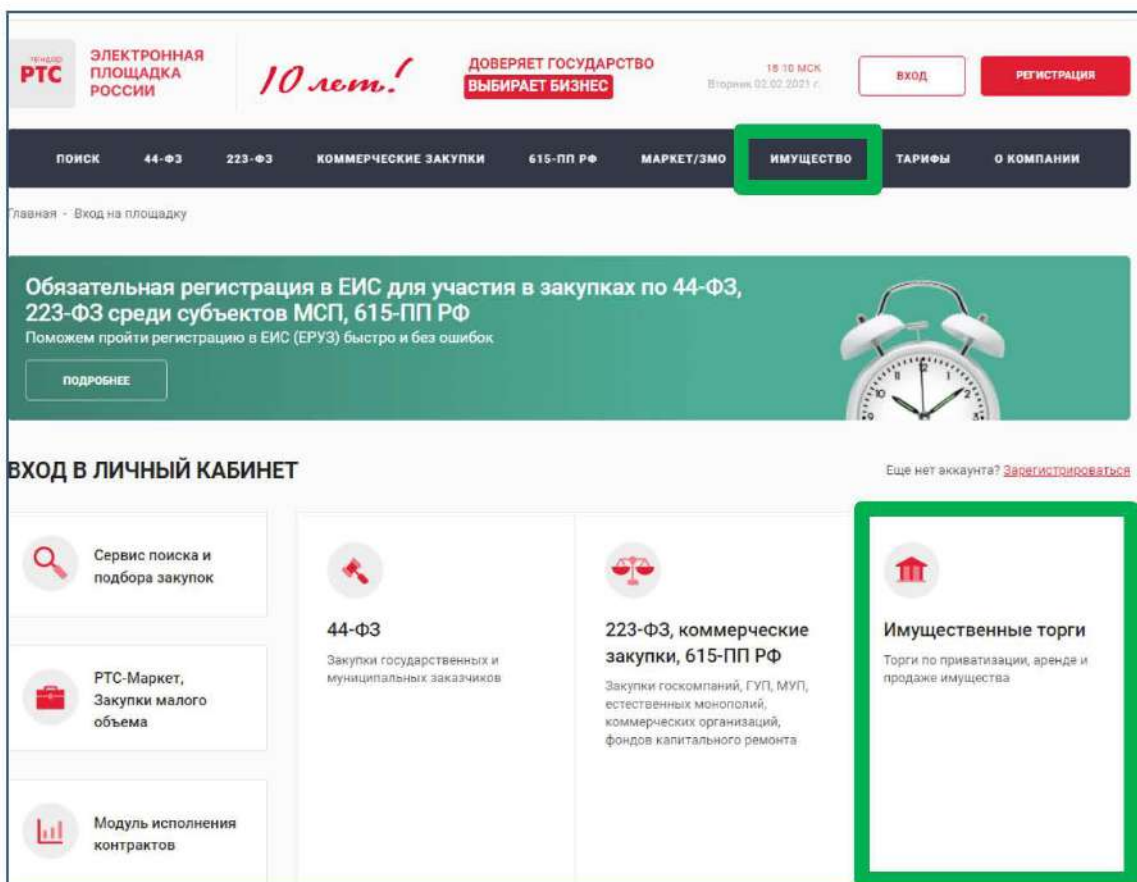 тендер
РТС
ЭЛЕКТРОННАЯ
ПЛОЩАДКА
РОССИИ
10 лет!
ДОВЕРЯЕТ ГОСУДАРСТВО
ВЫБИРАЕТ БИЗНЕС
18:10 МСК
Вторник 02.02.2021 г.
ВХОД
РЕГИСТРАЦИЯ
ПОИСК 44-ФЗ 223-ФЗ КОММЕРЧЕСКИЕ ЗАКУПКИ 615-ПП РФ МАРКЕТ/ЗМО ИМУЩЕСТВО ТАРИФЫ О КОМПАНИИ
Главная - Вход на площадку
Обязательная регистрация в ЕИС для участия в закупках по 44-ФЗ,
223-ФЗ среди субъектов МСП, 615-ПП РФ
Поможем пройти регистрацию в ЕИС (ЕРУЗ) быстро и без ошибок
ПОДРОБНЕЕ
ВХОД В ЛИЧНЫЙ КАБИНЕТ
Еще нет аккаунта? Зарегистрироваться
Сервис поиска и
подбора закупок
РТС-Маркет,
Закупки малого
объема
Модуль исполнения
контрактов
44-ФЗ
Закупки государственных и
муниципальных заказчиков
223-ФЗ, коммерческие
закупки, 615-ПП РФ
Закупки госкомпаний, ГУП, МУП,
естественных монополий,
коммерческих организаций,
фондов капитального ремонта
Имущественные торги
Торги по приватизации, аренде и
продаже имущества